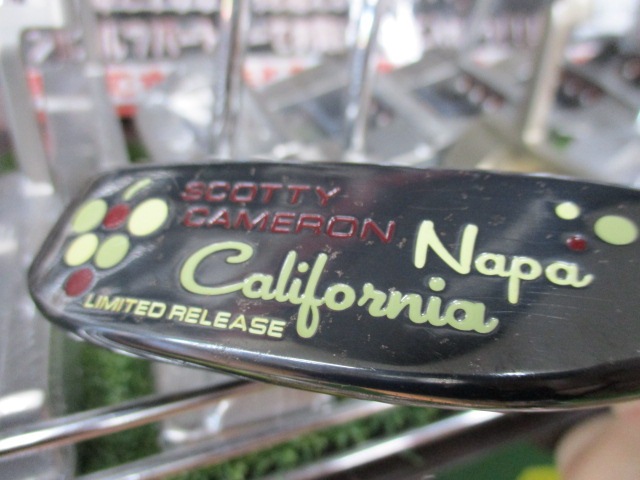 SCOTTY
CAMERON
California
Napa
LIMITED RELEASE